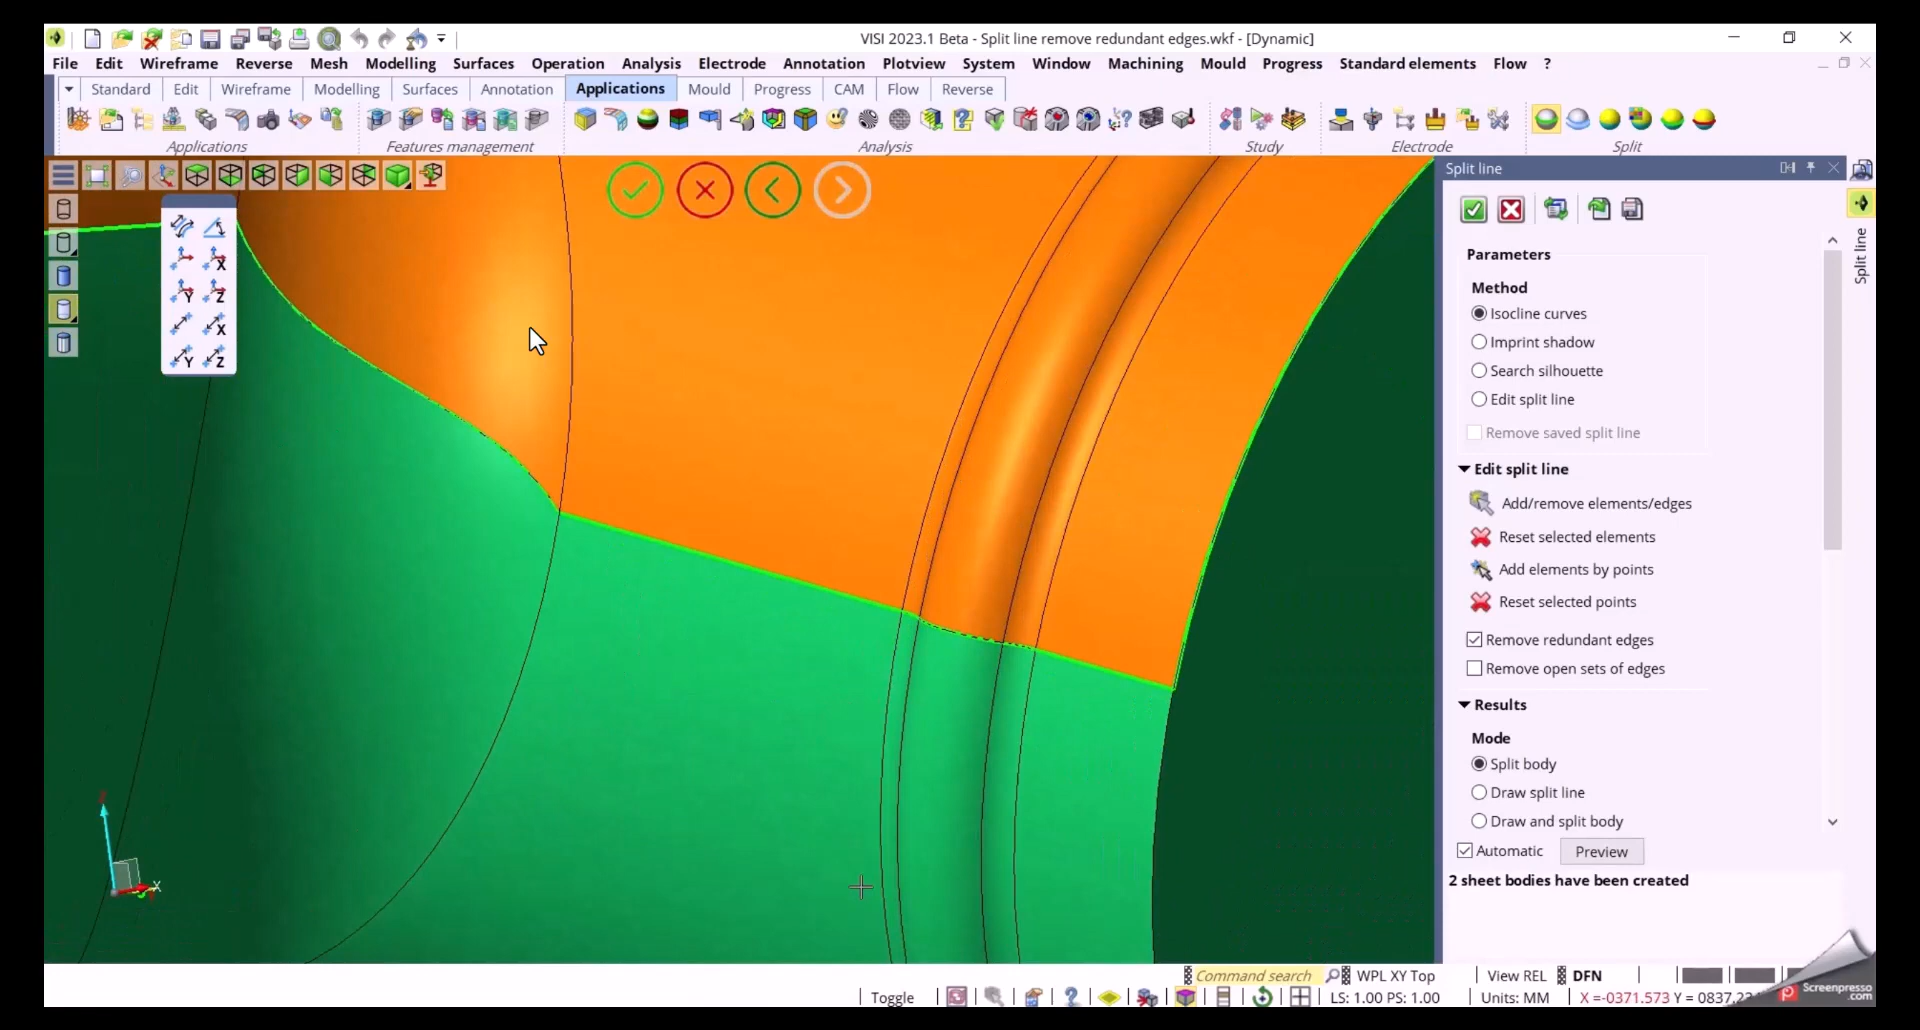 VISI 2023.1 Beta - Split line remove redundant edges.wkf - [Dynamic]
File Edit Wireframe Reverse Mesh Modelling Surfaces Operation Analysis Electrode Annotation Plotview System Window Machining Mould Progress Standard elements Flow ?
Standard Edit Wireframe Modelling Surfaces Annotation Applications Mould Progress CAM Flow Reverse
Applications Features management Analysis Study Electrode Split
Split line
Split line
Parameters
Method
Isocline curves
Imprint shadow
Search silhouette
Edit split line
Remove saved split line
Edit split line
Add/remove elements/edges
Reset selected elements
Add elements by points
Reset selected points
Remove redundant edges
Remove open sets of edges
Results
Mode
Split body
Draw split line
Draw and split body
Automatic Preview
2 sheet bodies have been created
X
Y Z
X
Y Z
X
Command search WPL XY Top View REL DFN
Toggle LS: 1.00 PS: 1.00 Units: MM X =-0371.573 Y = 0837,2
Screenpresso
.com